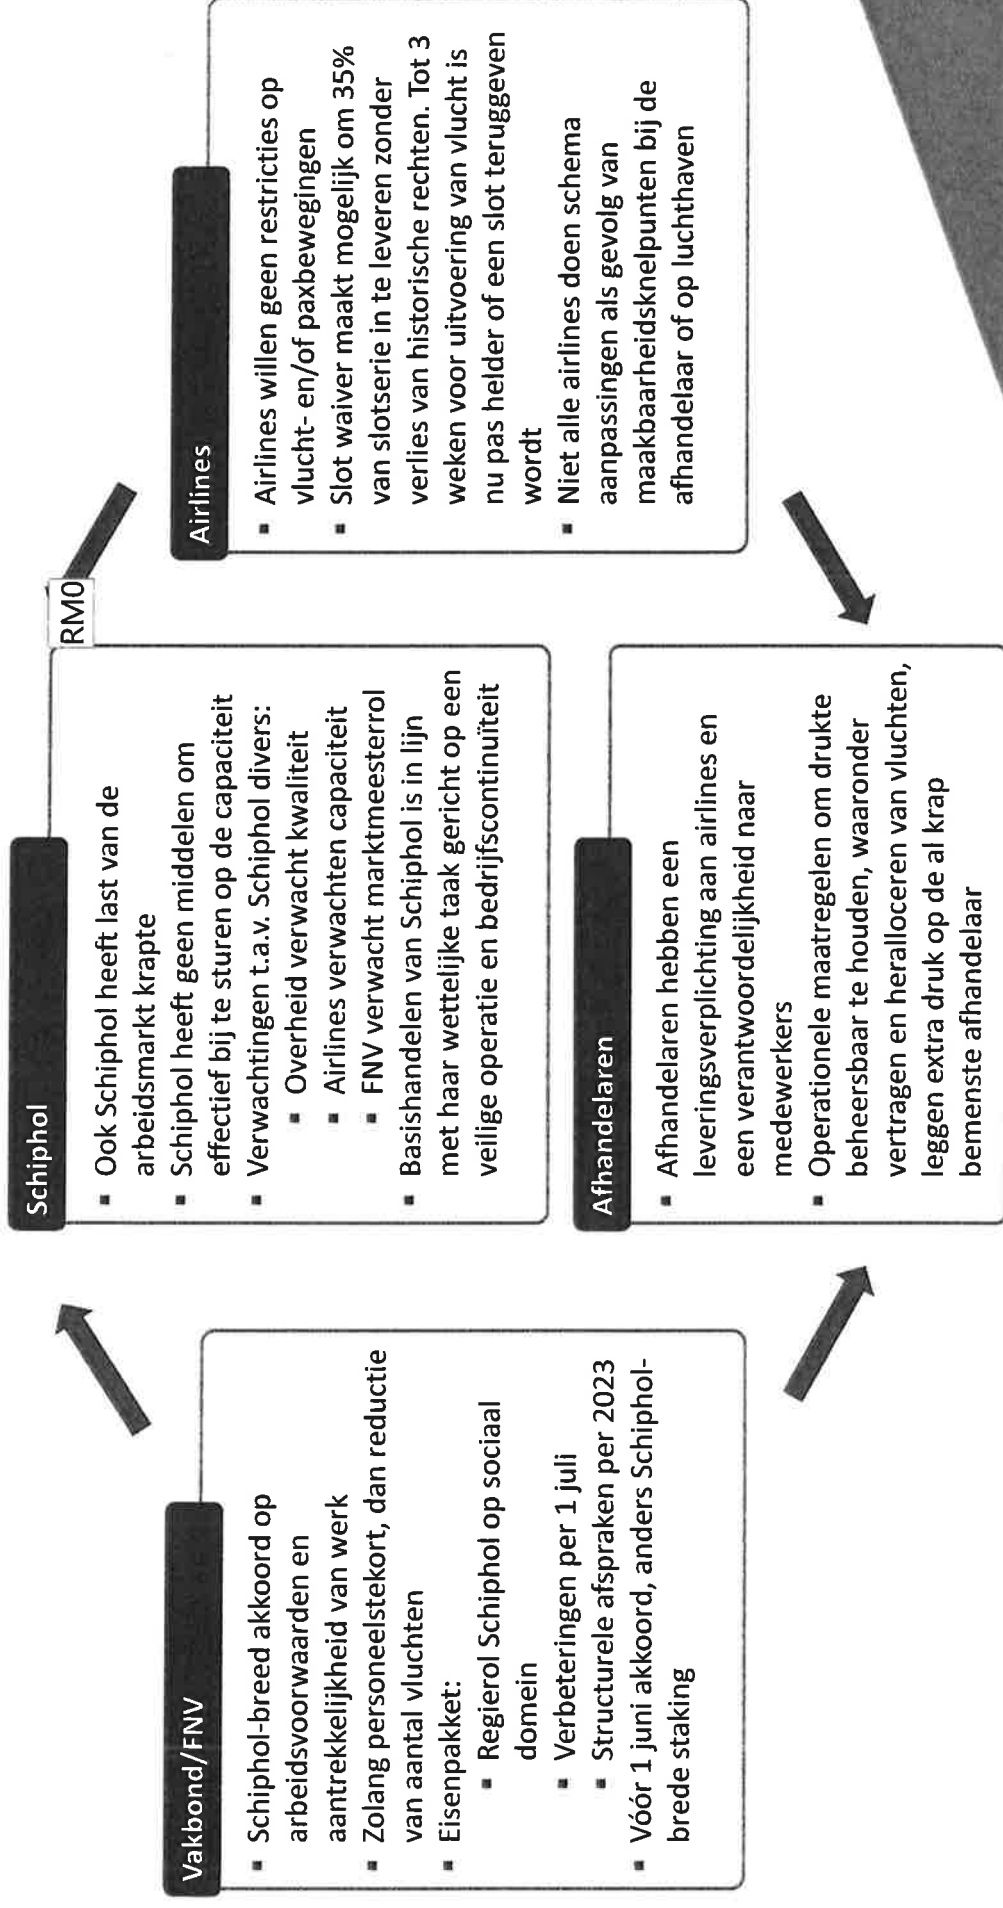 Vakbond/FNV
Schiphol-breed akkoord op
arbeidsvoorwaarden en
aantrekkelijkheid van werk
Zolang personeelstekort, dan reductie
van aantal vluchten
Eisenpakket:
Regierol Schiphol op sociaal
domein
Verbeteringen per 1 juli
Structurele afspraken per 2023
Vóór 1 juni akkoord, anders Schiphol-
brede staking
Schiphol
RM0
Ook Schiphol heeft last van de
arbeidsmarkt krapte
Schiphol heeft geen middelen om
effectief bij te sturen op de capaciteit
Verwachtingen t.a.v. Schiphol divers:
Overheid verwacht kwaliteit
Airlines verwachten capaciteit
FNV verwacht marktmeesterrol
Basishandelen van Schiphol is in lijn
met haar wettelijke taak gericht op een
veilige operatie en bedrijfscontinuïteit
Afhandelaren
Afhandelaren hebben een
leveringsverplichting aan airlines en
een verantwoordelijkheid naar
medewerkers
Operationele maatregelen om drukte
beheersbaar te houden, waaronder
vertragen en heralloceren van vluchten,
leggen extra druk op de al krap
bemenste afhandelaar
Airlines
Airlines willen geen restricties op
vlucht- en/of paxbewegingen
Slot waiver maakt mogelijk om 35%
van slotserie in te leveren zonder
verlies van historische rechten. Tot 3
weken voor uitvoering van vlucht is
nu pas helder of een slot teruggeven
wordt
Niet alle airlines doen schema
aanpassingen als gevolg van
maakbaarheidsknelpunten bij de
afhandelaar of op luchthaven